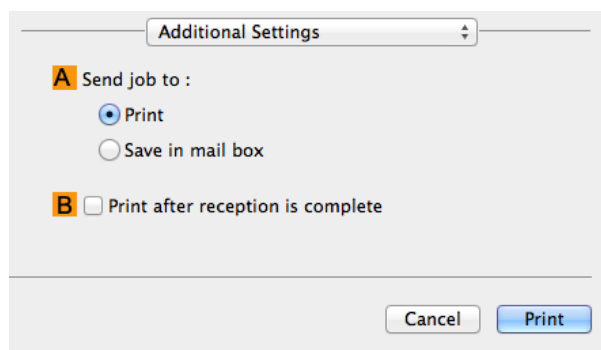 Additional Settings
A Send job to :
Print
Save in mail box
B Print after reception is complete
Cancel Print